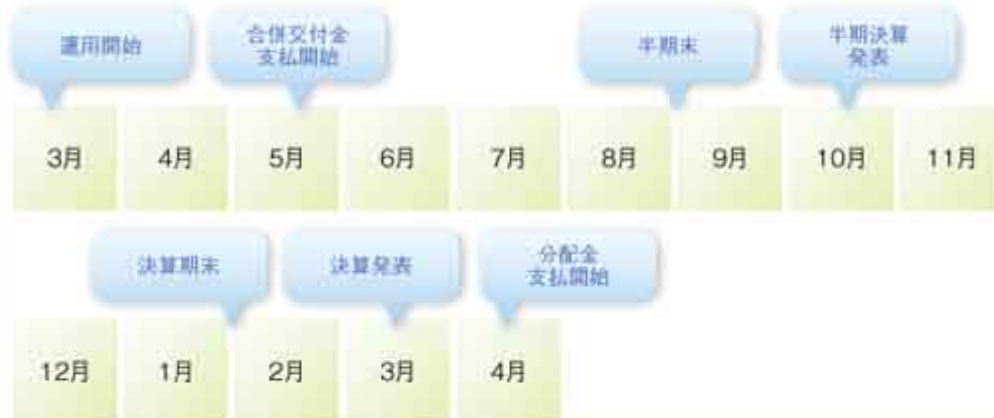 運用開始
合併交付金
支払開始
半期末
半期決算
発表
3月 4月 5月 6月 7月 8月 9月 10月 11月
決算期末
決算発表
分配金
支払開始
12月 1月 2月 3月 4月